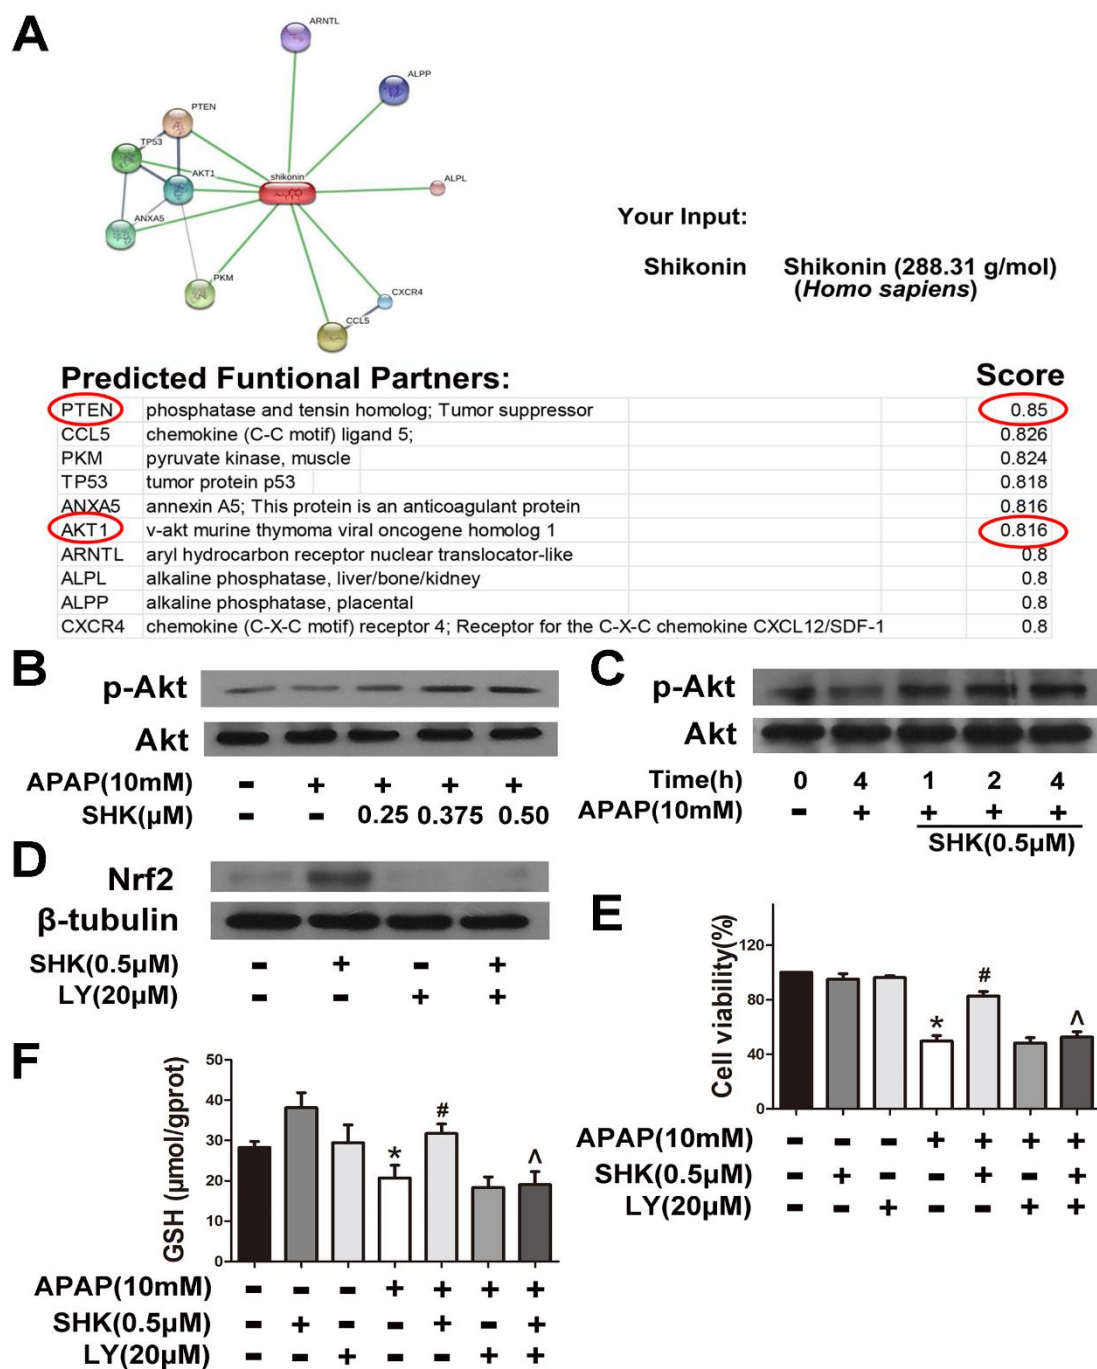 A
ARNTL
ALPP
PTEN
TP53
AKT1
shikonin
ALPL
ANXA5
PKM
CXCR4
CCL5
Your Input:
Shikonin Shikonin (288.31 g/mol)
(Homo sapiens)
Predicted Funtional Partners: Score
PTEN phosphatase and tensin homolog; Tumor suppressor 0.85
CCL5 chemokine (C-C motif) ligand 5; 0.826
PKM pyruvate kinase, muscle 0.824
TP53 tumor protein p53 0.818
ANXA5 annexin A5; This protein is an anticoagulant protein 0.816
AKT1 v-akt murine thymoma viral oncogene homolog 1 0.816
ARNTL aryl hydrocarbon receptor nuclear translocator-like 0.8
ALPL alkaline phosphatase, liver/bone/kidney 0.8
ALPP alkaline phosphatase, placental 0.8
CXCR4 chemokine (C-X-C motif) receptor 4; Receptor for the C-X-C chemokine CXCL12/SDF-1 0.8
B
p-Akt
Akt
APAP(10mM) - + + + +
SHK(μM) - - 0.25 0.375 0.50
C
p-Akt
Akt
Time(h) 0 4 1 2 4
APAP(10mM) - + + + +
SHK(0.5μM)
D
Nrf2
β-tubulin
SHK(0.5μM) - + - +
LY(20μM) - - + +
E
Cell viability(%)
120
80
40
0
* # ^
APAP(10mM) - - - + + + +
SHK(0.5μM) - + - - + - +
LY(20μM) - - + - - + +
F
GSH (μmol/gprot)
50
40
30
20
10
0
* # ^
APAP(10mM) - - - + + + +
SHK(0.5μM) - + - - + - +
LY(20μM) - - + - - + +